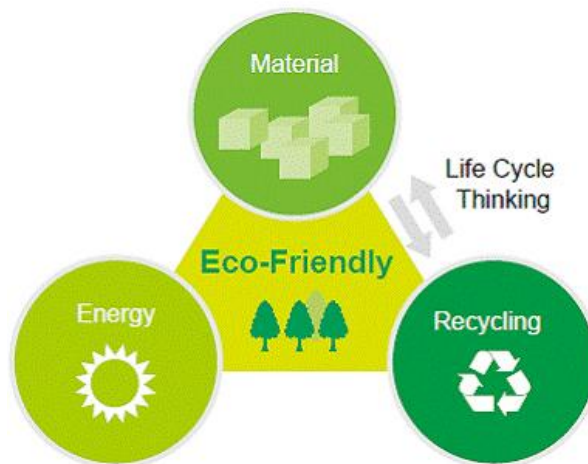 Material
Life Cycle
Thinking
Eco-Friendly
Energy
Recycling